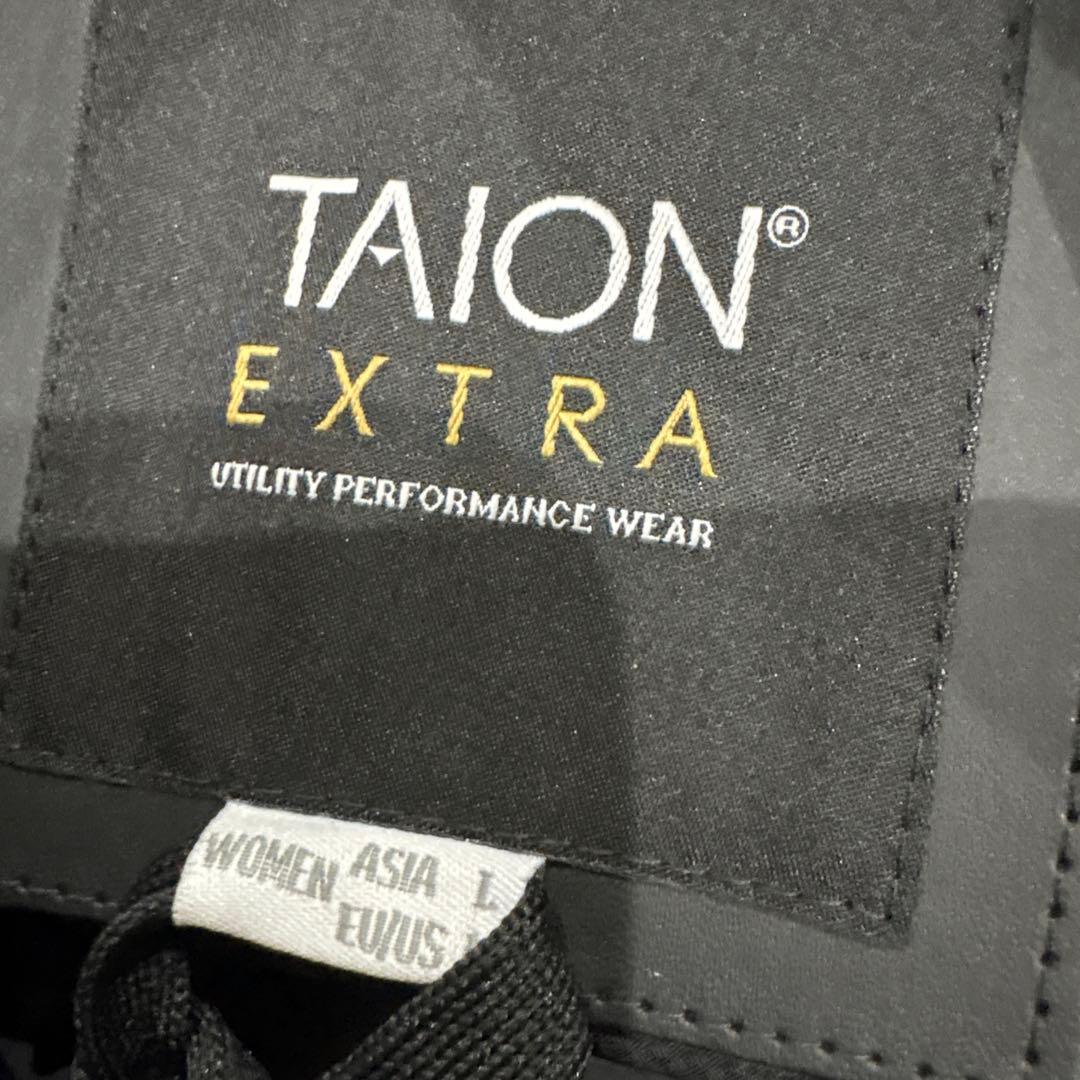 TAION®
EXTRA
UTILITY PERFORMANCE WEAR
WOMEN ASIA L
EU/US